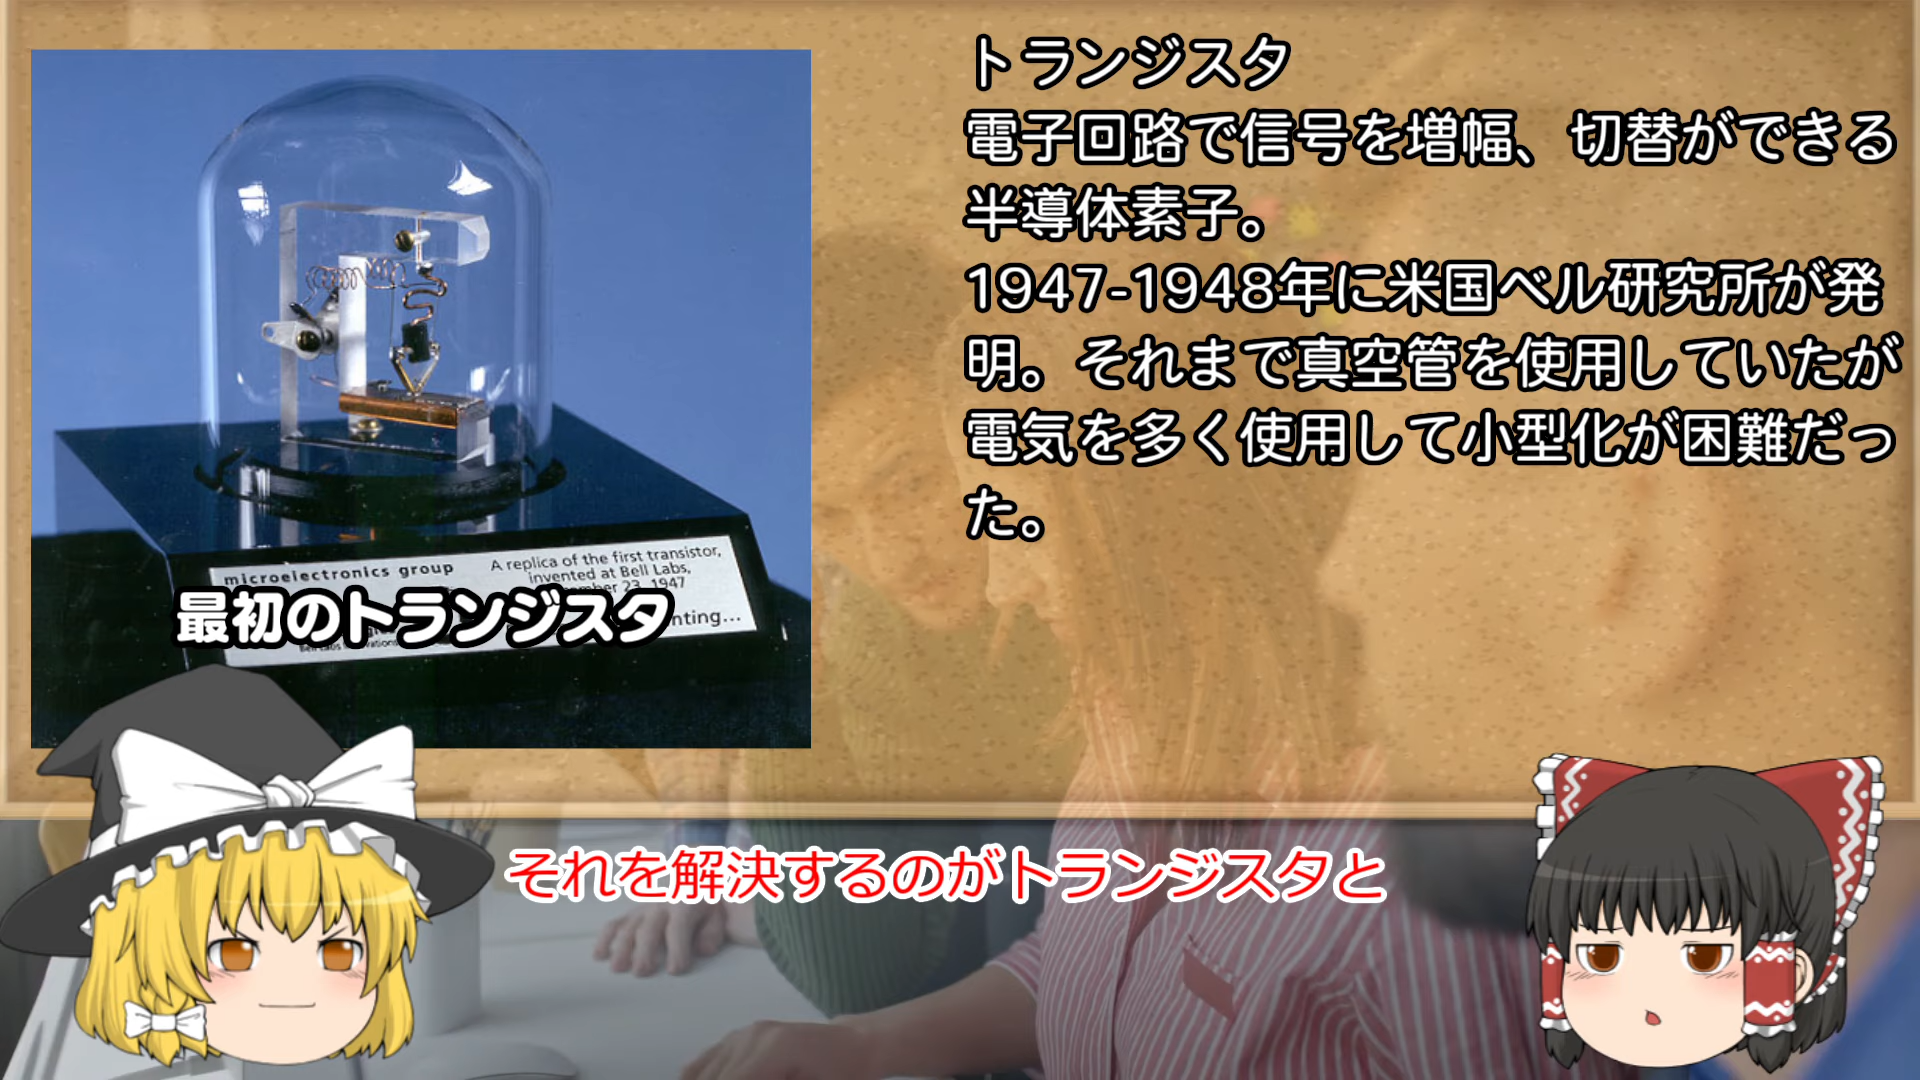 トランジスタ
電子回路で信号を増幅、切替ができる
半導体素子。
1947-1948年に米国ベル研究所が発
明。それまで真空管を使用していたが
電気を多く使用して小型化が困難だっ
た。
microelectronics group
A replica of the first transistor,
invented at Bell Labs,
23, 1947
最初のトランジスタ
それを解決するのがトランジスタと